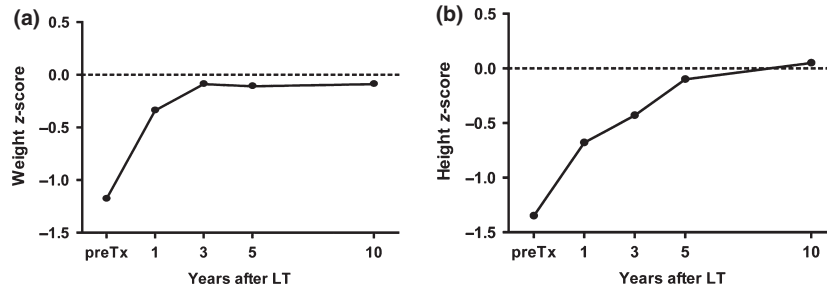 (a)
0.5
0.0
–0.5
–1.0
–1.5
Weight z-score
preTx 1 3 5 10
Years after LT
(b)
0.5
0.0
–0.5
–1.0
–1.5
Height z-score
preTx 1 3 5 10
Years after LT